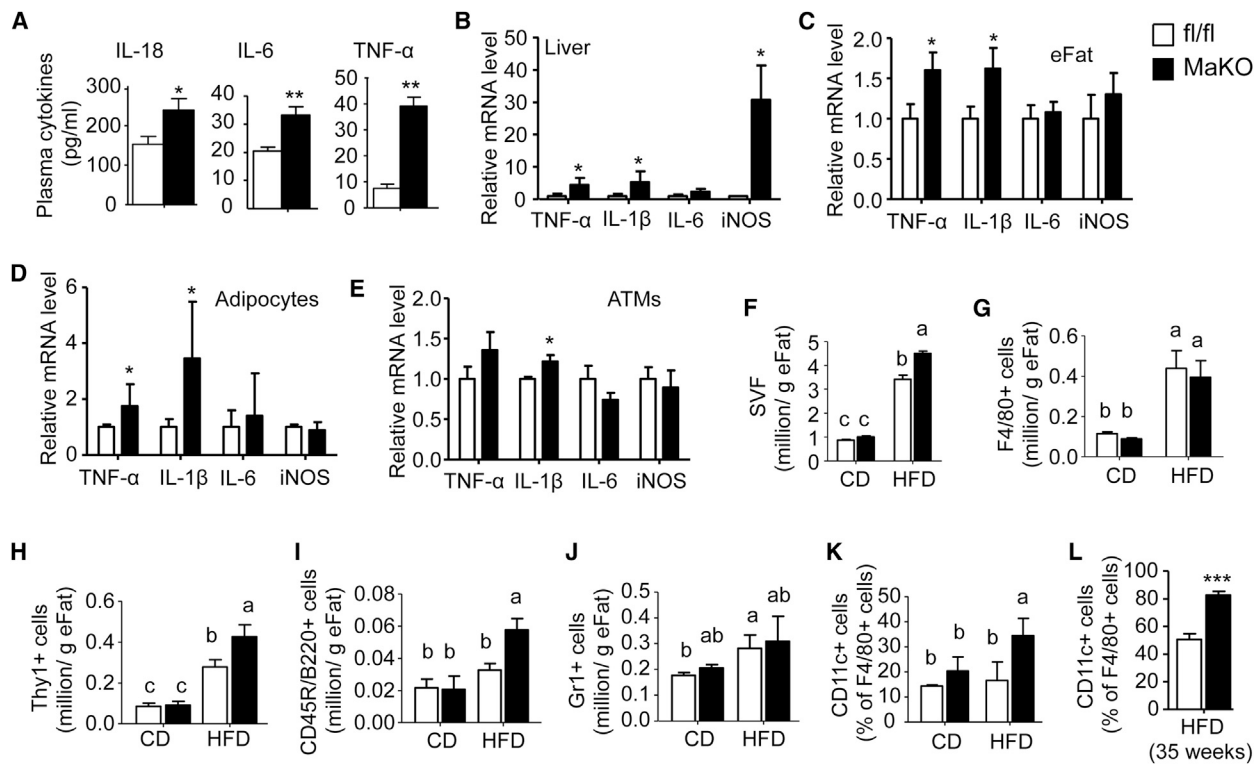 A
IL-18
IL-6
TNF-α
Plasma cytokines
(pg/ml)
300
200
100
0
*
40
30
20
10
0
**
50
40
30
20
10
0
**
B
Liver
Relative mRNA level
50
40
30
20
10
0
*
*
*
TNF-α IL-1β IL-6 iNOS
C
eFat
Relative mRNA level
2.0
1.5
1.0
0.5
0.0
*
*
TNF-α IL-1β IL-6 iNOS
fl/fl
MaKO
D
Adipocytes
Relative mRNA level
6
4
2
0
*
*
TNF-α IL-1β IL-6 iNOS
E
ATMs
Relative mRNA level
2.0
1.5
1.0
0.5
0.0
*
TNF-α IL-1β IL-6 iNOS
F
SVF
(million/ g eFat)
5
4
3
2
1
0
c c b a
CD HFD
G
F4/80+ cells
(million/ g eFat)
0.6
0.4
0.2
0.0
b b a a
CD HFD
H
Thy1+ cells
(million/ g eFat)
0.6
0.4
0.2
0.0
c c b a
CD HFD
I
CD45R/B220+ cells
(million/ g eFat)
0.08
0.06
0.04
0.02
0.00
b b b a
CD HFD
J
Gr1+ cells
(million/ g eFat)
0.5
0.4
0.3
0.2
0.1
0.0
b ab a ab
CD HFD
K
CD11c+ cells
(% of F4/80+ cells)
50
40
30
20
10
0
b b b a
CD HFD
L
CD11c+ cells
(% of F4/80+ cells)
100
80
60
40
20
0
***
HFD
(35 weeks)